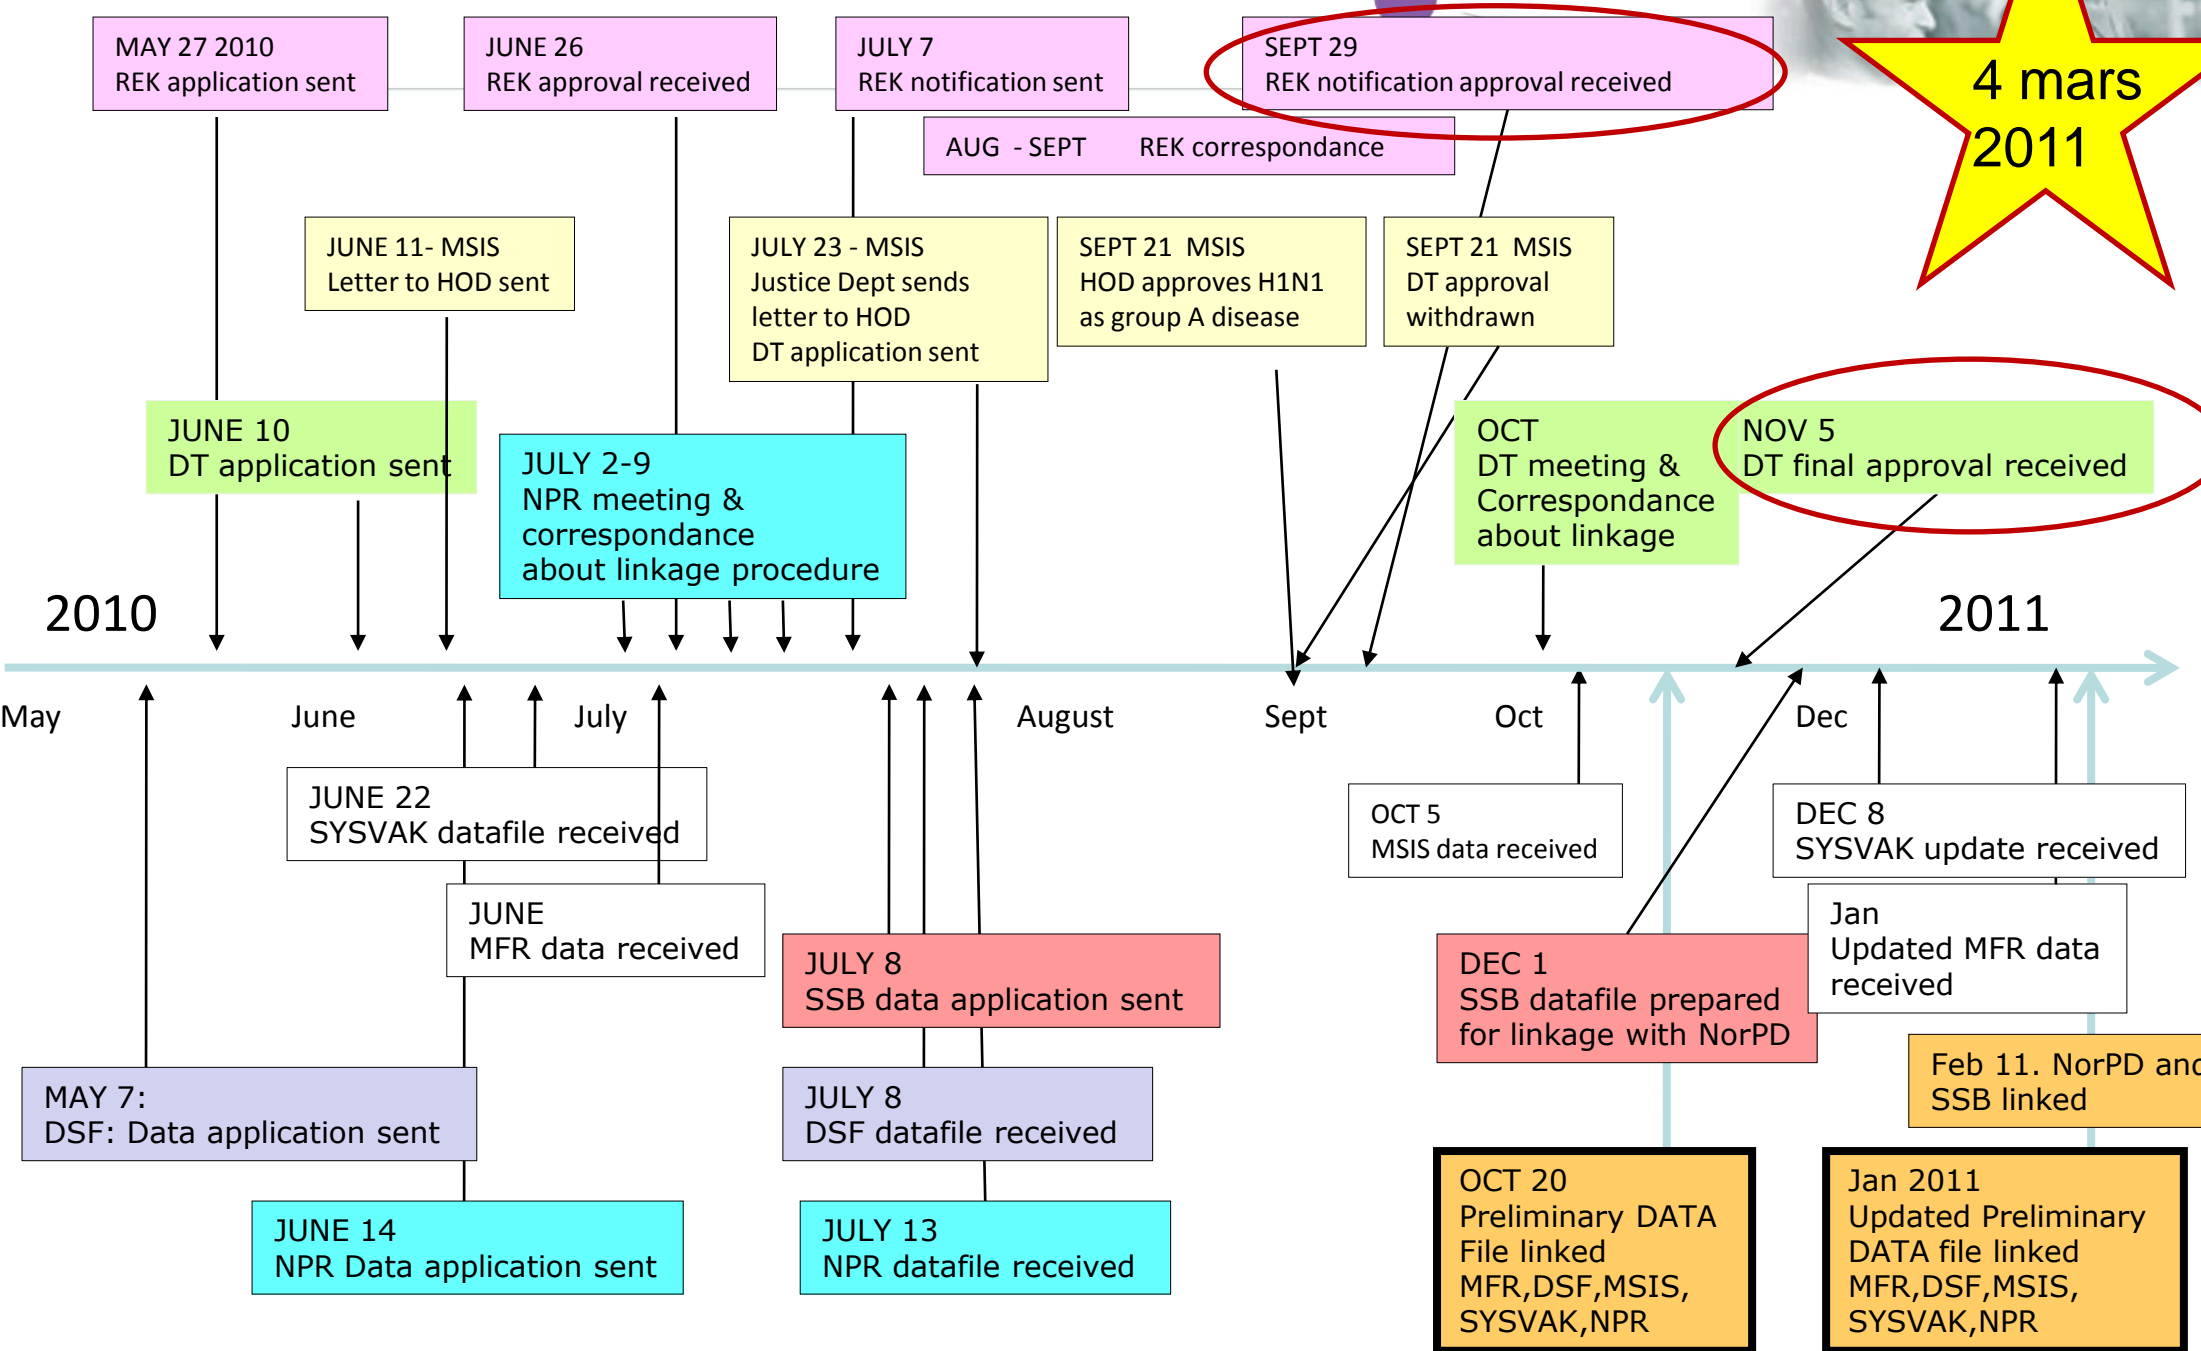 MAY 27 2010
REK application sent
JUNE 26
REK approval received
JULY 7
REK notification sent
SEPT 29
REK notification approval received
4 mars
2011
AUG - SEPT REK correspondance
JUNE 11- MSIS
Letter to HOD sent
JULY 23 - MSIS
Justice Dept sends
letter to HOD
DT application sent
SEPT 21 MSIS
HOD approves H1N1
as group A disease
SEPT 21 MSIS
DT approval
withdrawn
JUNE 10
DT application sent
JULY 2-9
NPR meeting &
correspondance
about linkage procedure
OCT
DT meeting &
Correspondance
about linkage
NOV 5
DT final approval received
2010
2011
May
June
July
August
Sept
Oct
Dec
JUNE 22
SYSVAK datafile received
OCT 5
MSIS data received
DEC 8
SYSVAK update received
JUNE
MFR data received
Jan
Updated MFR data
received
JULY 8
SSB data application sent
DEC 1
SSB datafile prepared
for linkage with NorPD
Feb 11. NorPD and
SSB linked
MAY 7:
DSF: Data application sent
JULY 8
DSF datafile received
JUNE 14
NPR Data application sent
JULY 13
NPR datafile received
OCT 20
Preliminary DATA
File linked
MFR,DSF,MSIS,
SYSVAK,NPR
Jan 2011
Updated Preliminary
DATA file linked
MFR,DSF,MSIS,
SYSVAK,NPR